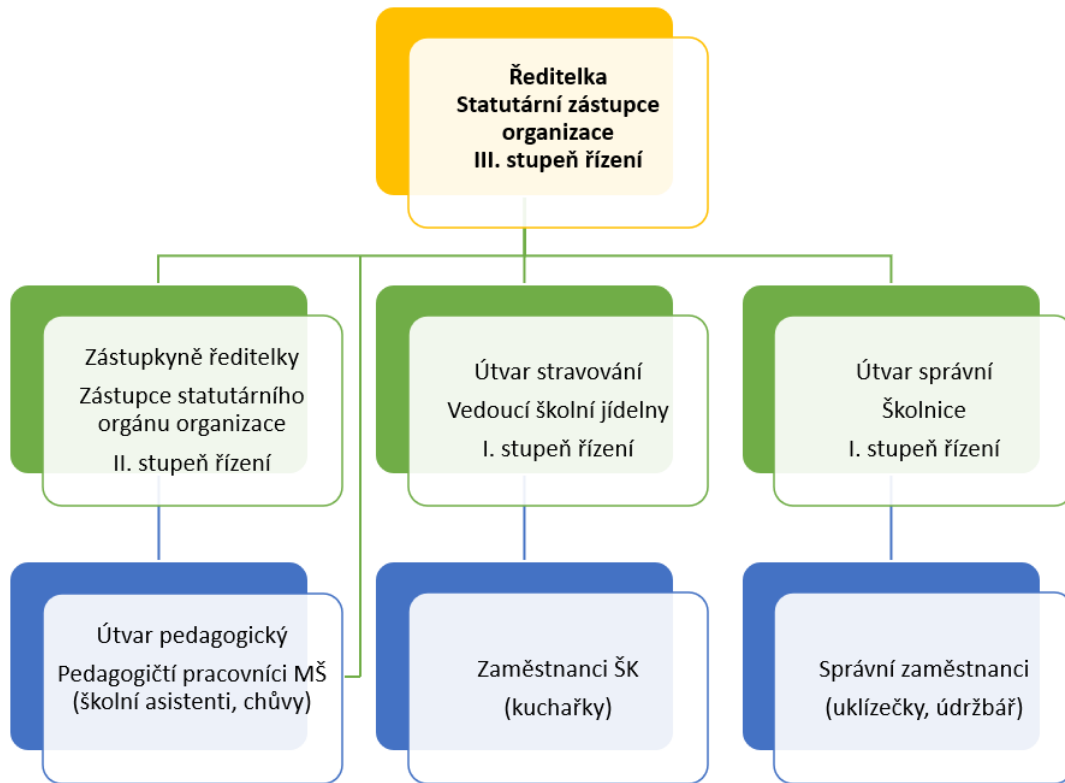 Ředitelka
Statutární zástupce
organizace
III. stupeň řízení
Zástupkyně ředitelky
Zástupce statutárního
orgánu organizace
II. stupeň řízení
Útvar stravování
Vedoucí školní jídelny
I. stupeň řízení
Útvar správní
Školnice
I. stupeň řízení
Útvar pedagogický
Pedagogičtí pracovníci MŠ
(školní asistenti, chůvy)
Zaměstnanci ŠK
(kuchařky)
Správní zaměstnanci
(uklízečky, údržbář)